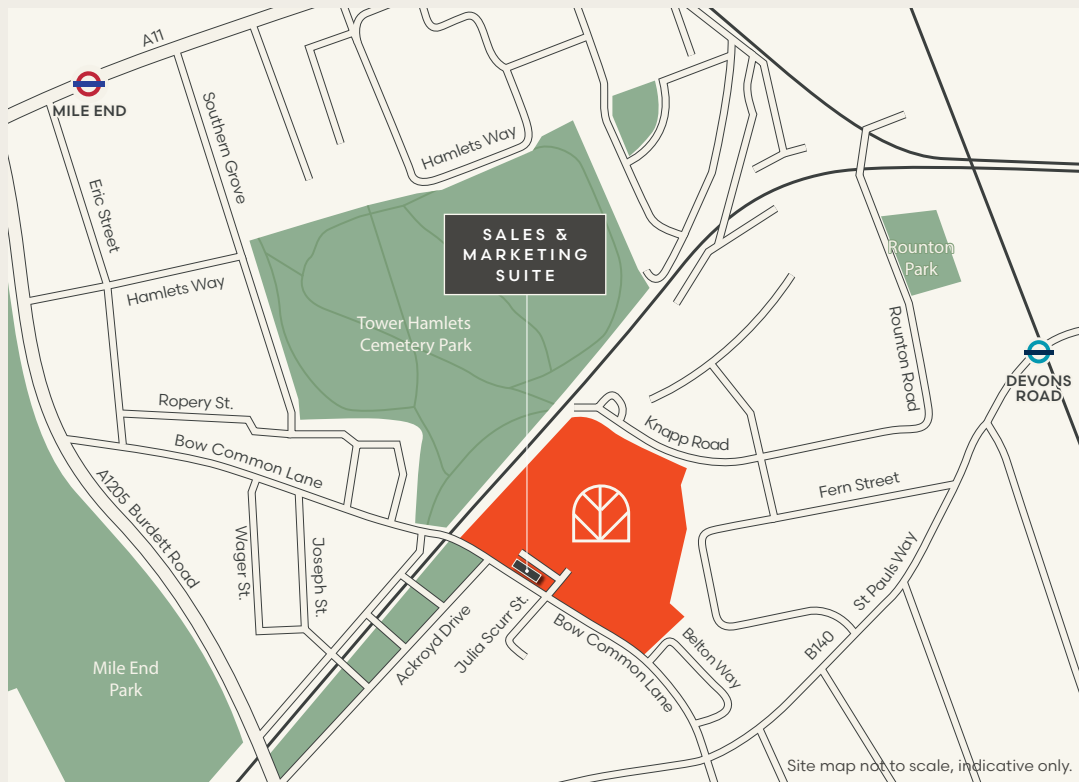 A11
MILE END
Southern Grove
Hamlets Way
Eric Street
SALES &
MARKETING
SUITE
Rounton
Park
Hamlets Way
Tower Hamlets
Cemetery Park
Rounton Road
DEVONS
ROAD
Ropery St.
Knapp Road
Bow Common Lane
Fern Street
A1205 Burdett Road
Wager St.
Joseph St.
St Pauls Way
Ackroyd Drive
Julia Scurr St.
Bow Common Lane
Belton Way
B140
Mile End
Park
Site map not to scale, indicative only.